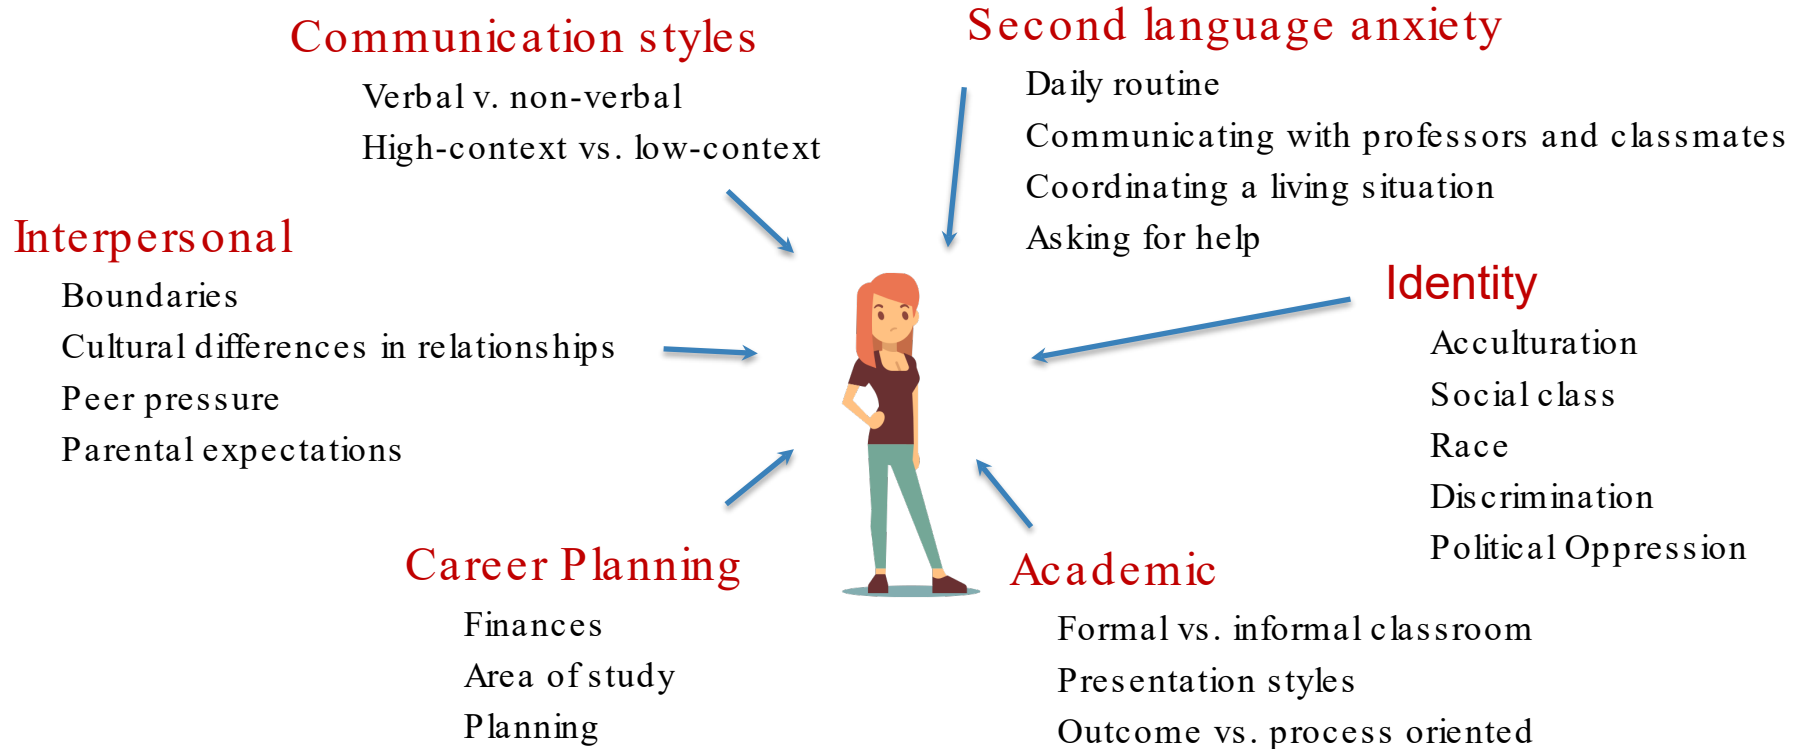 Communication styles
Verbal v. non-verbal
High-context vs. low-context
Second language anxiety
Daily routine
Communicating with professors and classmates
Coordinating a living situation
Asking for help
Interpersonal
Boundaries
Cultural differences in relationships
Peer pressure
Parental expectations
Identity
Acculturation
Social class
Race
Discrimination
Political Oppression
Career Planning
Finances
Area of study
Planning
Academic
Formal vs. informal classroom
Presentation styles
Outcome vs. process oriented